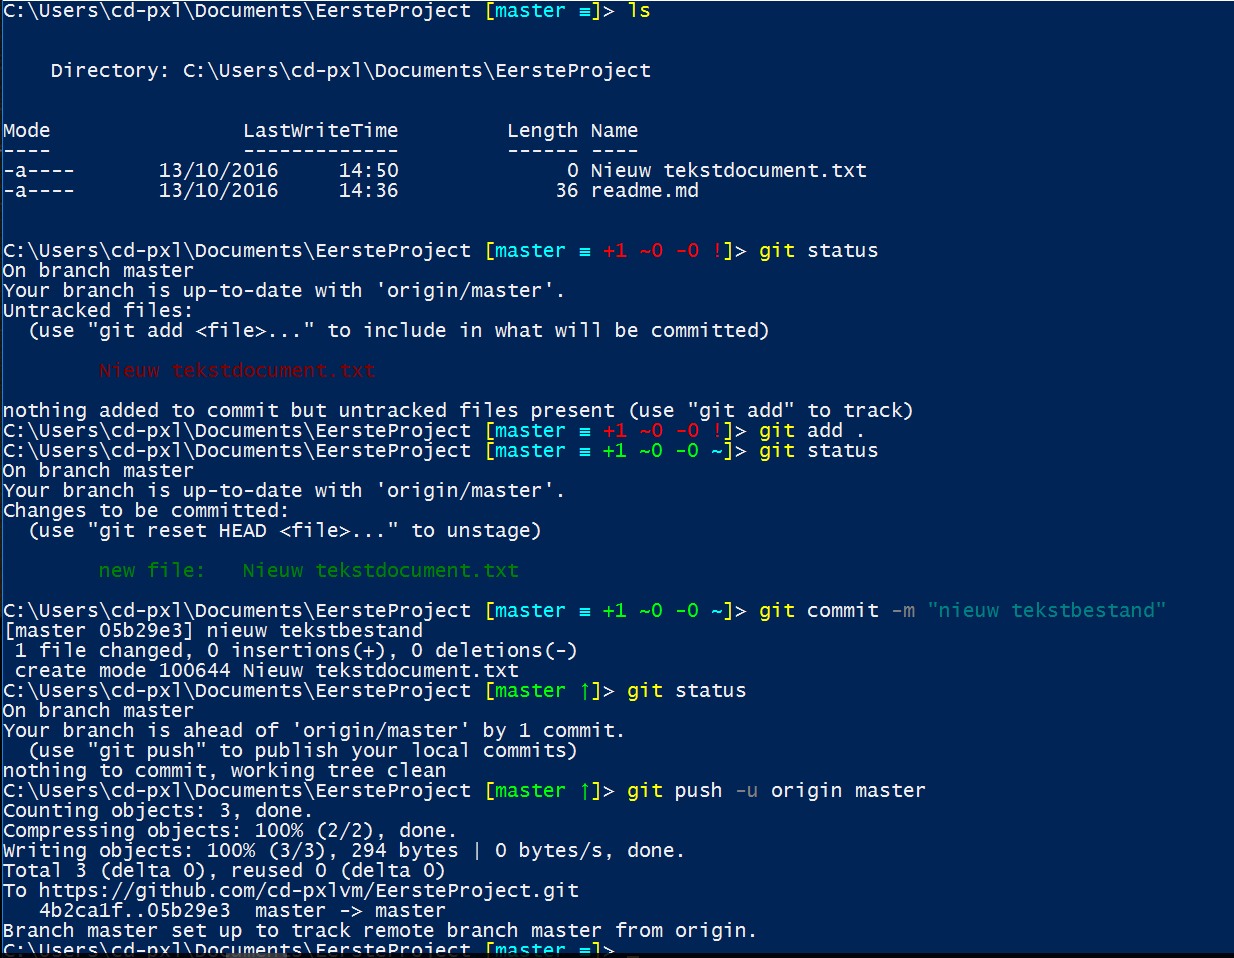 C:\Users\cd-pxl\Documents\EersteProject [master ≡]> ls
Directory: C:\Users\cd-pxl\Documents\EersteProject
Mode                LastWriteTime         Length Name
----                -------------         ------ ----
-a----       13/10/2016     14:50              0 Nieuw tekstdocument.txt
-a----       13/10/2016     14:36             36 readme.md
C:\Users\cd-pxl\Documents\EersteProject [master ≡ +1 ~0 -0 !]> git status
On branch master
Your branch is up-to-date with 'origin/master'.
Untracked files:
  (use "git add <file>..." to include in what will be committed)
        Nieuw tekstdocument.txt
nothing added to commit but untracked files present (use "git add" to track)
C:\Users\cd-pxl\Documents\EersteProject [master ≡ +1 ~0 -0 !]> git add .
C:\Users\cd-pxl\Documents\EersteProject [master ≡ +1 ~0 -0 ~]> git status
On branch master
Your branch is up-to-date with 'origin/master'.
Changes to be committed:
  (use "git reset HEAD <file>..." to unstage)
        new file:   Nieuw tekstdocument.txt
C:\Users\cd-pxl\Documents\EersteProject [master ≡ +1 ~0 -0 ~]> git commit -m "nieuw tekstbestand"
[master 05b29e3] nieuw tekstbestand
 1 file changed, 0 insertions(+), 0 deletions(-)
 create mode 100644 Nieuw tekstdocument.txt
C:\Users\cd-pxl\Documents\EersteProject [master ↑]> git status
On branch master
Your branch is ahead of 'origin/master' by 1 commit.
  (use "git push" to publish your local commits)
nothing to commit, working tree clean
C:\Users\cd-pxl\Documents\EersteProject [master ↑]> git push -u origin master
Counting objects: 3, done.
Compressing objects: 100% (2/2), done.
Writing objects: 100% (3/3), 294 bytes | 0 bytes/s, done.
Total 3 (delta 0), reused 0 (delta 0)
To https://github.com/cd-pxlvm/EersteProject.git
   4b2ca1f..05b29e3  master -> master
Branch master set up to track remote branch master from origin.
C:\Users\cd-pxl\Documents\EersteProject [master ≡]> _